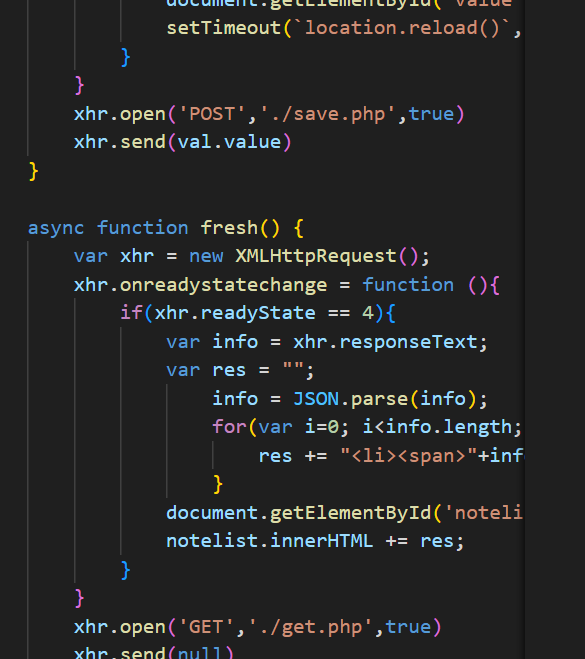 document.getElementById('value
setTimeout(`location.reload()`,
}
}
xhr.open('POST','./save.php',true)
xhr.send(val.value)
}
async function fresh() {
var xhr = new XMLHttpRequest();
xhr.onreadystatechange = function (){
if(xhr.readyState == 4){
var info = xhr.responseText;
var res = "";
info = JSON.parse(info);
for(var i=0; i<info.length;
res += "<li><span>"+inf
}
document.getElementById('noteli
notelist.innerHTML += res;
}
}
xhr.open('GET','./get.php',true)
xhr.send(null)